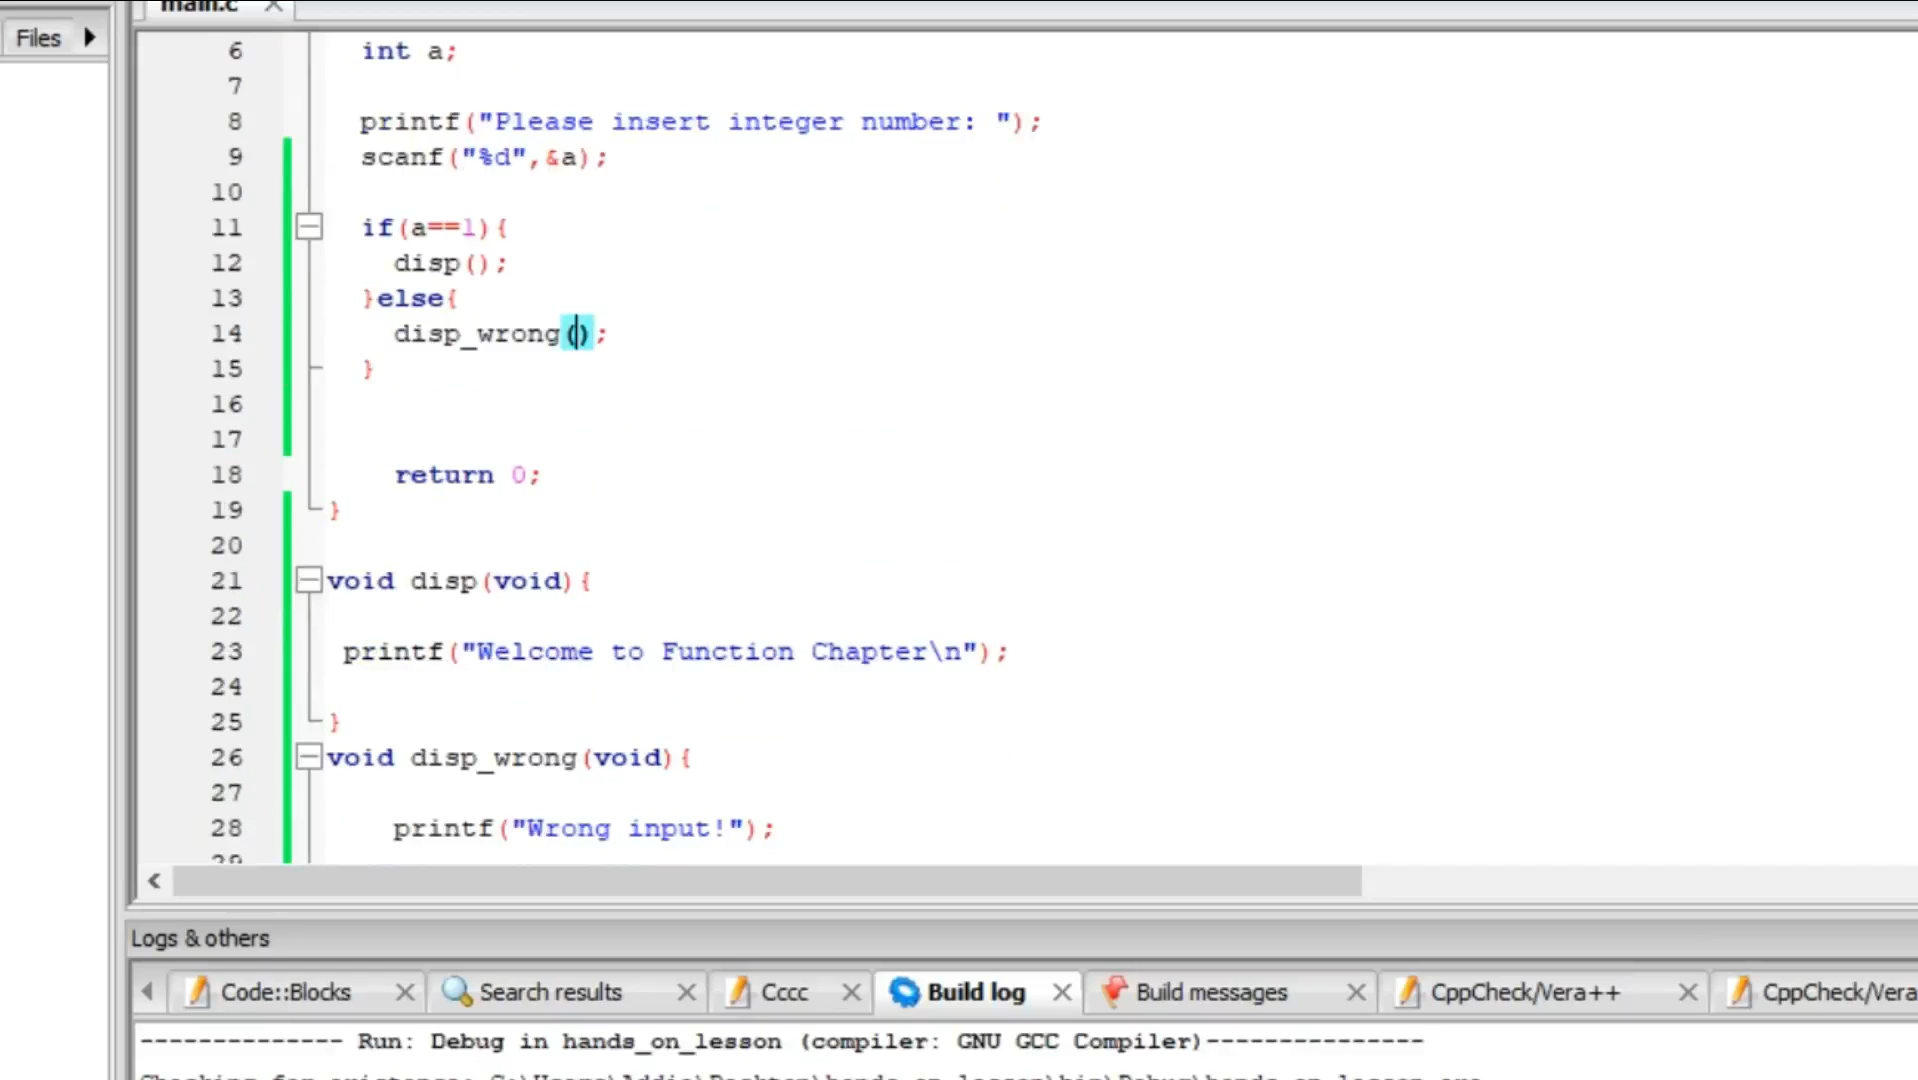 main.c
Files
6 int a;
7
8 printf("Please insert integer number: ");
9 scanf("%d",&a);
10
11 if(a==1){
12 disp();
13 }else{
14 disp_wrong();
15 }
16
17
18 return 0;
19 }
20
21 void disp(void){
22
23 printf("Welcome to Function Chapter\n");
24
25 }
26 void disp_wrong(void){
27
28 printf("Wrong input!");
29
Logs & others
Code::Blocks Search results Cccc Build log Build messages CppCheck/Vera++ CppCheck/Vera
-------------- Run: Debug in hands_on_lesson (compiler: GNU GCC Compiler)---------------